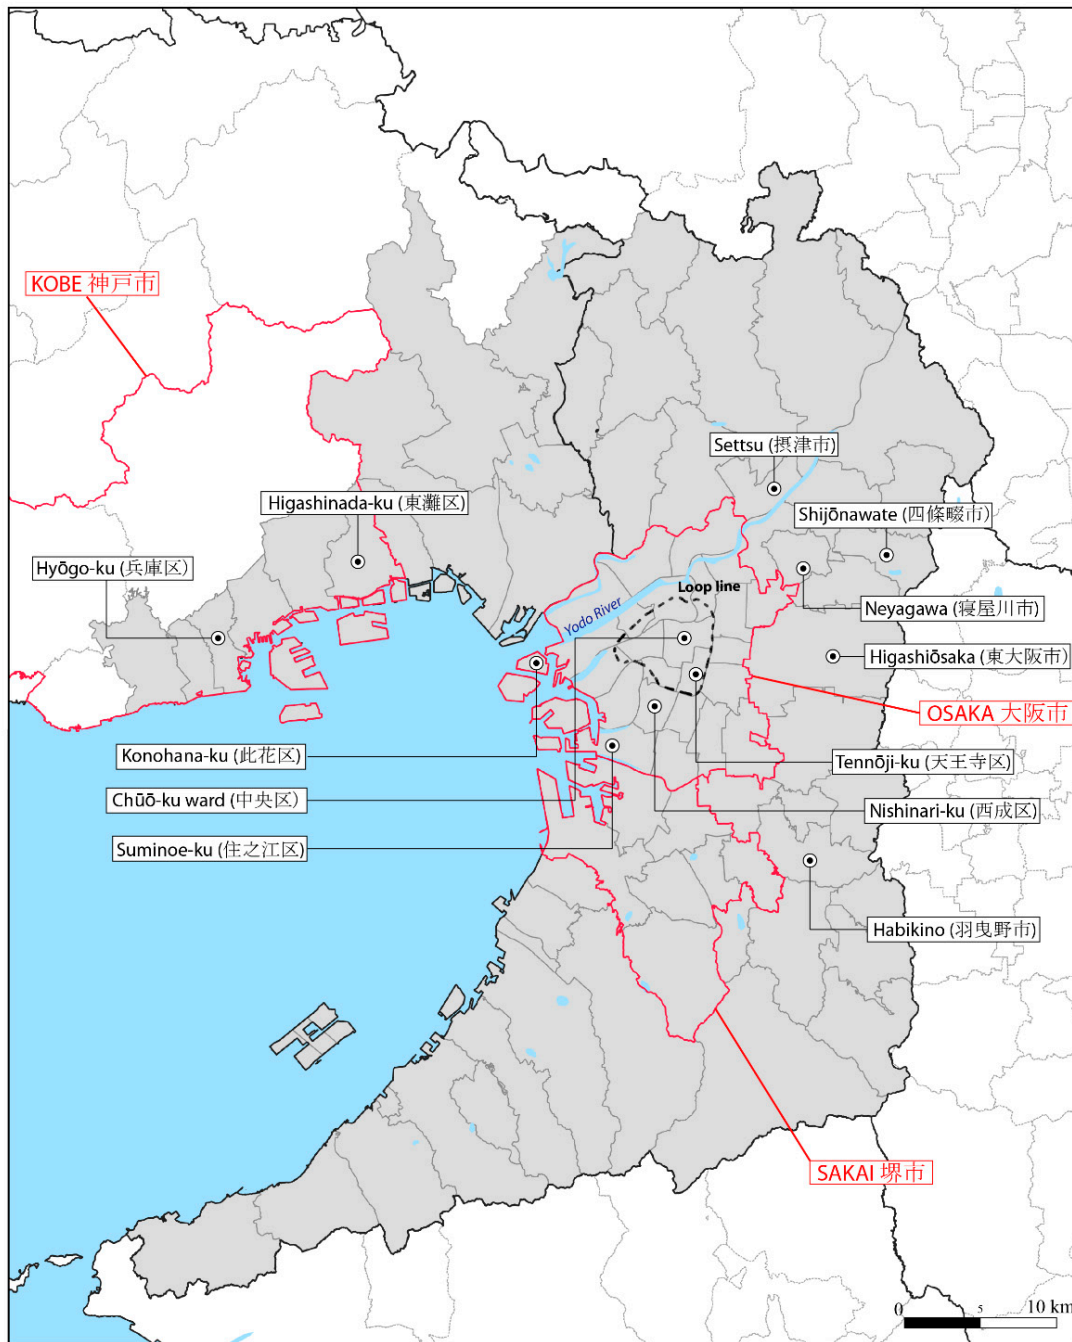 KOBE 神戸市
Settsu (摂津市)
Higashinada-ku (東灘区)
Shijōnawate (四條畷市)
Hyōgo-ku (兵庫区)
Loop line
Neyagawa (寝屋川市)
Yodo River
Higashiōsaka (東大阪市)
OSAKA 大阪市
Konohana-ku (此花区)
Tennōji-ku (天王寺区)
Chūō-ku ward (中央区)
Nishinari-ku (西成区)
Suminoe-ku (住之江区)
Habikino (羽曳野市)
SAKAI 堺市
0 5 10 km